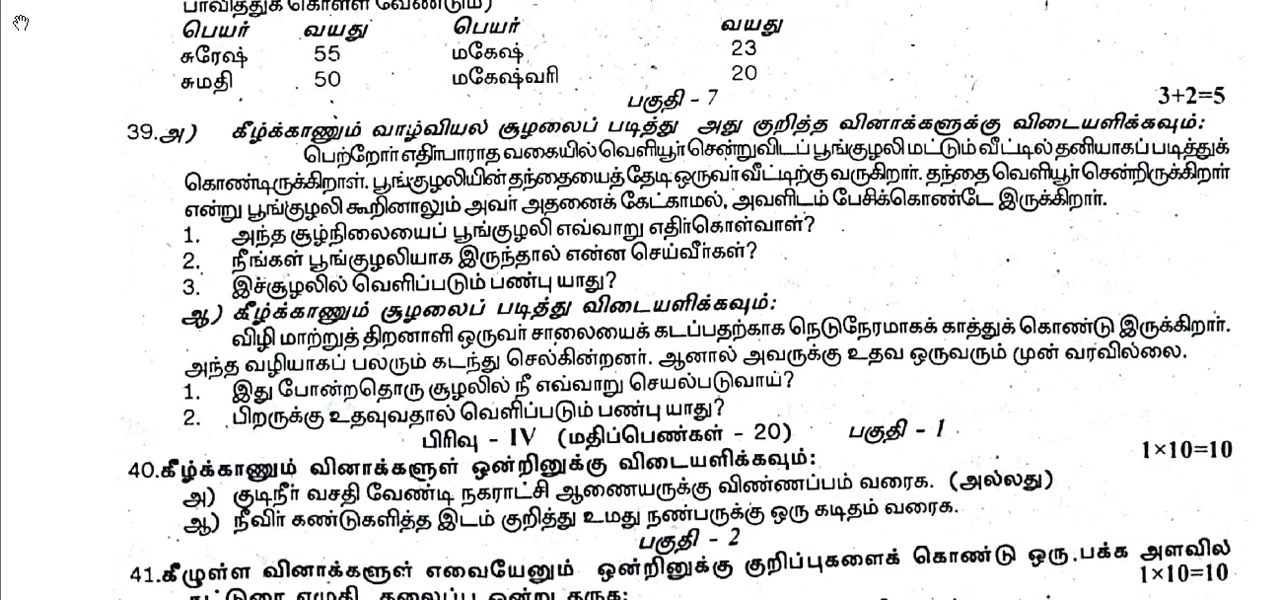 பாவித்துக் கொள்ள வேண்டும்)
பெயர் வயது பெயர் வயது
சுரேஷ் 55 மகேஷ் 23
சுமதி 50 மகேஷ்வரி 20
பகுதி - 7
3+2=5
39.அ) கீழ்க்காணும் வாழ்வியல் சூழலைப் படித்து அது குறித்த வினாக்களுக்கு விடையளிக்கவும்:
பெற்றோர் எதிர்பாராத வகையில் வெளியூர் சென்றுவிடப் பூங்குழலி மட்டும் வீட்டில் தனியாகப் படித்துக்
கொண்டிருக்கிறாள். பூங்குழலியின் தந்தையைத் தேடி ஒருவர் வீட்டிற்கு வருகிறார். தந்தை வெளியூர் சென்றிருக்கிறார்
என்று பூங்குழலி கூறினாலும் அவர் அதனைக் கேட்காமல், அவளிடம் பேசிக்கொண்டே இருக்கிறார்.
1. அந்த சூழ்நிலையைப் பூங்குழலி எவ்வாறு எதிர்கொள்வாள்?
2. நீங்கள் பூங்குழலியாக இருந்தால் என்ன செய்வீர்கள்?
3. இச்சூழலில் வெளிப்படும் பண்பு யாது?
ஆ) கீழ்க்காணும் சூழலைப் படித்து விடையளிக்கவும்:
விழி மாற்றுத் திறனாளி ஒருவர் சாலையைக் கடப்பதற்காக நெடுநேரமாகக் காத்துக் கொண்டு இருக்கிறார்.
அந்த வழியாகப் பலரும் கடந்து செல்கின்றனர். ஆனால் அவருக்கு உதவ ஒருவரும் முன் வரவில்லை.
1. இது போன்றதொரு சூழலில் நீ எவ்வாறு செயல்படுவாய்?
2. பிறருக்கு உதவுவதால் வெளிப்படும் பண்பு யாது?
பிரிவு - IV (மதிப்பெண்கள் - 20) பகுதி - 1
40.கீழ்க்காணும் வினாக்களுள் ஒன்றினுக்கு விடையளிக்கவும்: 1×10=10
அ) குடிநீர் வசதி வேண்டி நகராட்சி ஆணையருக்கு விண்ணப்பம் வரைக. (அல்லது)
ஆ) நீவிர் கண்டுகளித்த இடம் குறித்து உமது நண்பருக்கு ஒரு கடிதம் வரைக.
பகுதி - 2
41.கீழுள்ள வினாக்களுள் எவையேனும் ஒன்றினுக்கு குறிப்புகளைக் கொண்டு ஒரு பக்க அளவில்
1×10=10
கட்டுரை எழுதி தலைப்பு ஒன்று தருக: